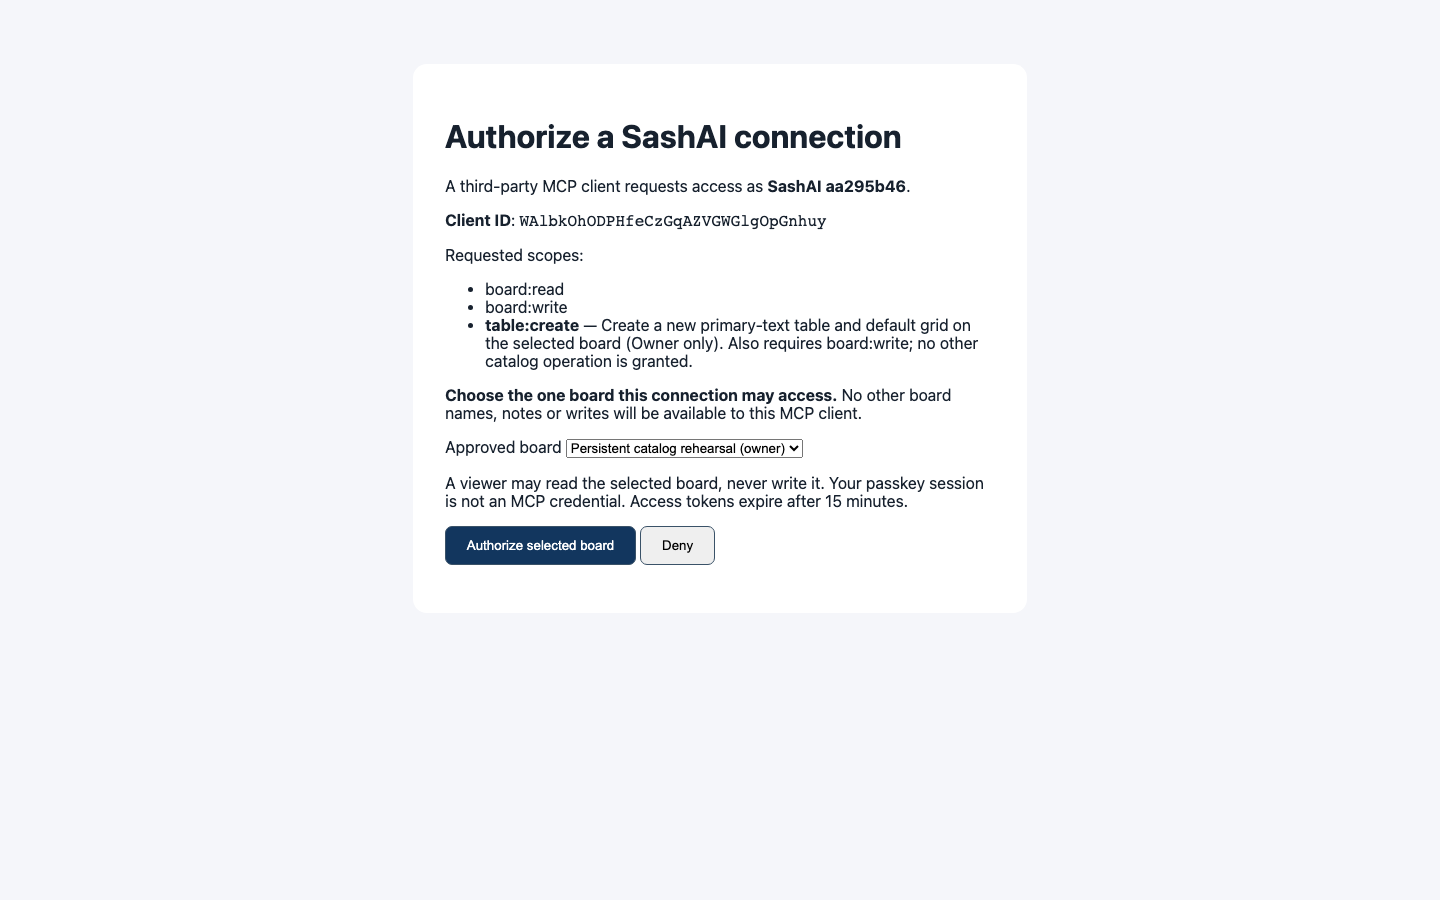 Authorize a SashAI connection
A third-party MCP client requests access as SashAI aa295b46.
Client ID: WAlbkOhODPHfeCzGqAZVGWGlgOpGnhuy
Requested scopes:
• board:read
• board:write
• table:create — Create a new primary-text table and default grid on
the selected board (Owner only). Also requires board:write; no other
catalog operation is granted.
Choose the one board this connection may access. No other board
names, notes or writes will be available to this MCP client.
Approved board Persistent catalog rehearsal (owner)
A viewer may read the selected board, never write it. Your passkey session
is not an MCP credential. Access tokens expire after 15 minutes.
Authorize selected board Deny